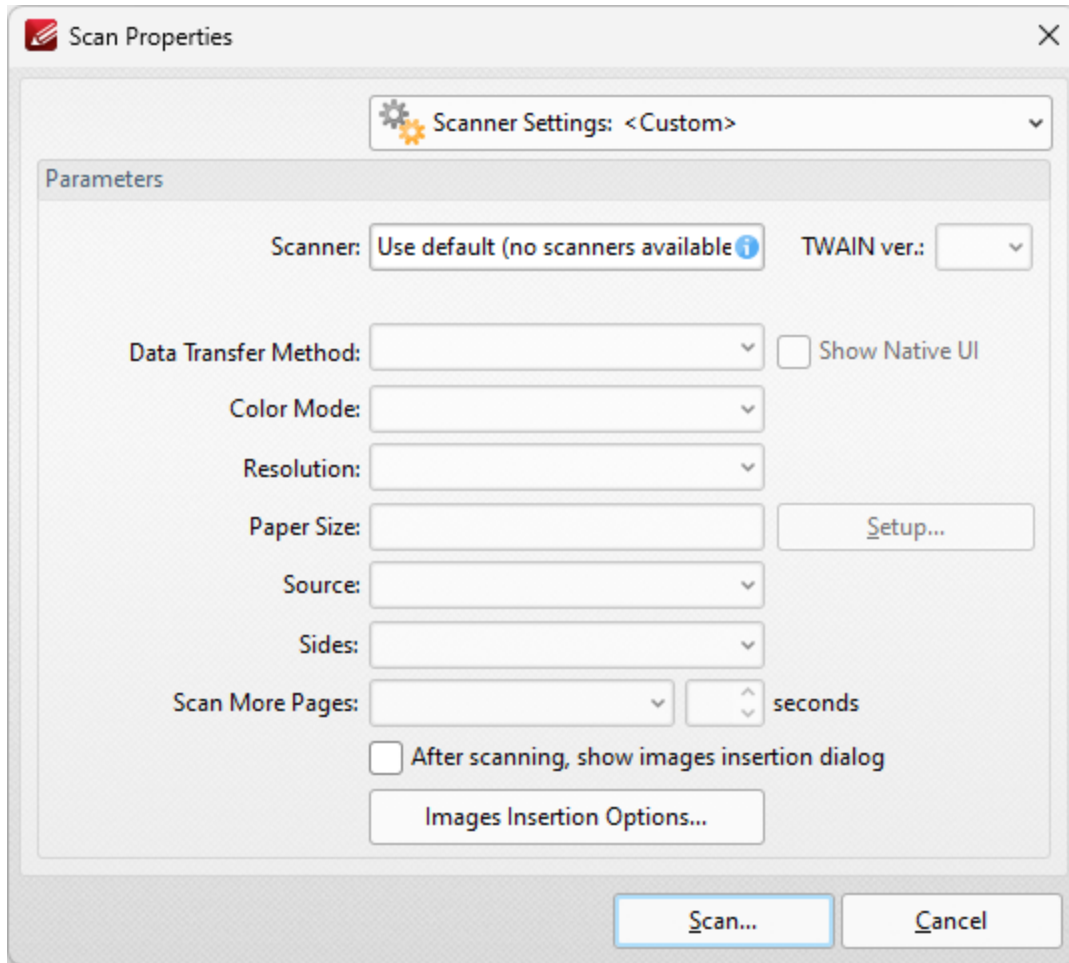 Scan Properties
Scanner Settings: <Custom>
Parameters
Scanner: Use default (no scanners available TWAIN ver.:
Data Transfer Method: Show Native UI
Color Mode:
Resolution:
Paper Size: Setup...
Source:
Sides:
Scan More Pages: seconds
After scanning, show images insertion dialog
Images Insertion Options...
Scan... Cancel